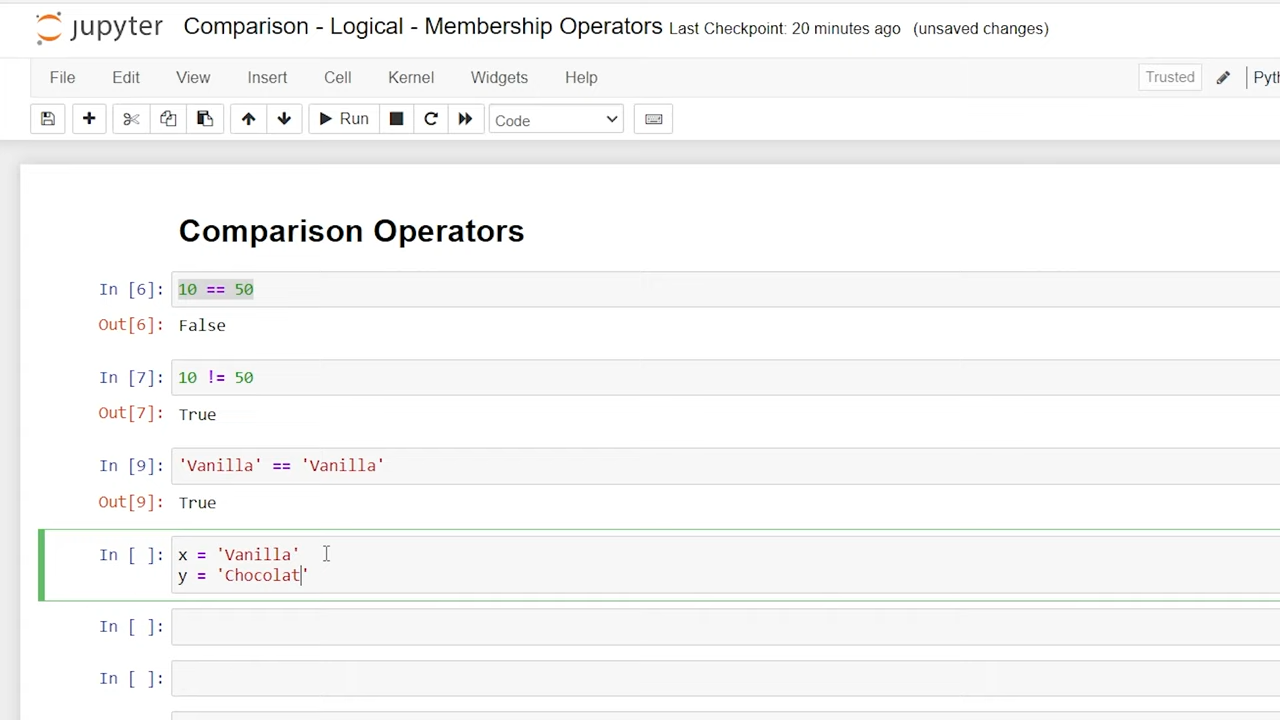 jupyter Comparison - Logical - Membership Operators Last Checkpoint: 20 minutes ago (unsaved changes)
File Edit View Insert Cell Kernel Widgets Help Trusted Pyth
Run Code
Comparison Operators
In [6]: 10 == 50
Out[6]: False
In [7]: 10 != 50
Out[7]: True
In [9]: 'Vanilla' == 'Vanilla'
Out[9]: True
In [ ]: x = 'Vanilla'
y = 'Chocolat'
In [ ]:
In [ ]: